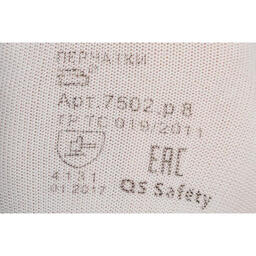 ПЕРЧАТКИ
Арт.7502.р 8
ТР ТС 019/2011
EAC
4131
01.2017
QS Safety